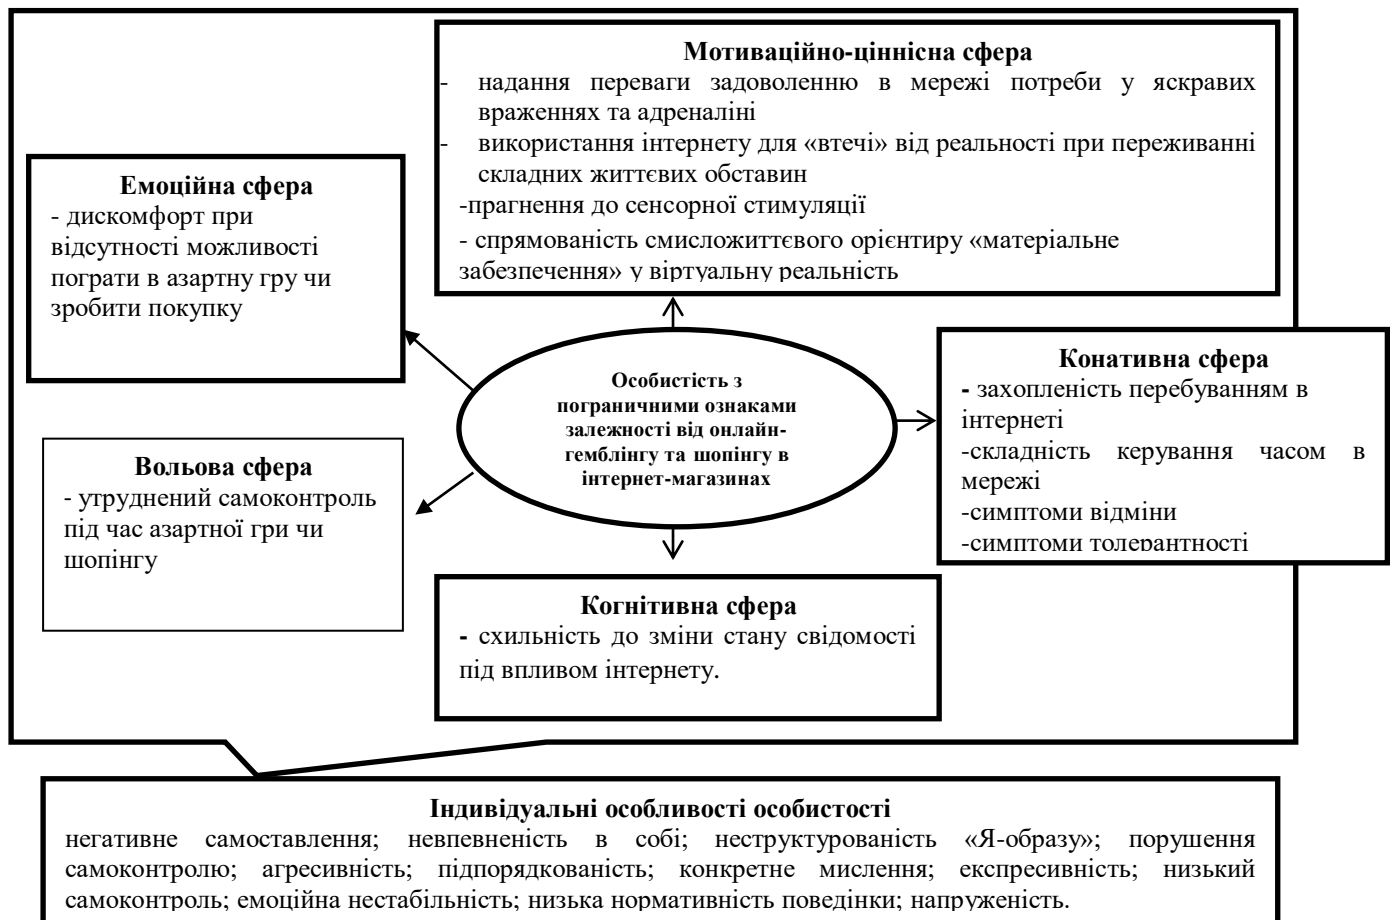 Мотиваційно-ціннісна сфера
- надання переваги задоволенню в мережі потреби у яскравих
враженнях та адреналіні
- використання інтернету для «втечі» від реальності при переживанні
складних життєвих обставин
-прагнення до сенсорної стимуляції
- спрямованість смисложиттєвого орієнтиру «матеріальне
забезпечення» у віртуальну реальність
Емоційна сфера
- дискомфорт при
відсутності можливості
пограти в азартну гру чи
зробити покупку
Особистість з
пограничними ознаками
залежності від онлайн-
гемблінгу та шопінгу в
інтернет-магазинах
Конативна сфера
- захопленість перебуванням в
інтернеті
-складність керування часом в
мережі
-симптоми відміни
-симптоми толерантності
Вольова сфера
- утруднений самоконтроль
під час азартної гри чи
шопінгу
Когнітивна сфера
- схильність до зміни стану свідомості
під впливом інтернету.
Індивідуальні особливості особистості
негативне самоставлення; невпевненість в собі; неструктурованість «Я-образу»; порушення
самоконтролю; агресивність; підпорядкованість; конкретне мислення; експресивність; низький
самоконтроль; емоційна нестабільність; низька нормативність поведінки; напруженість.